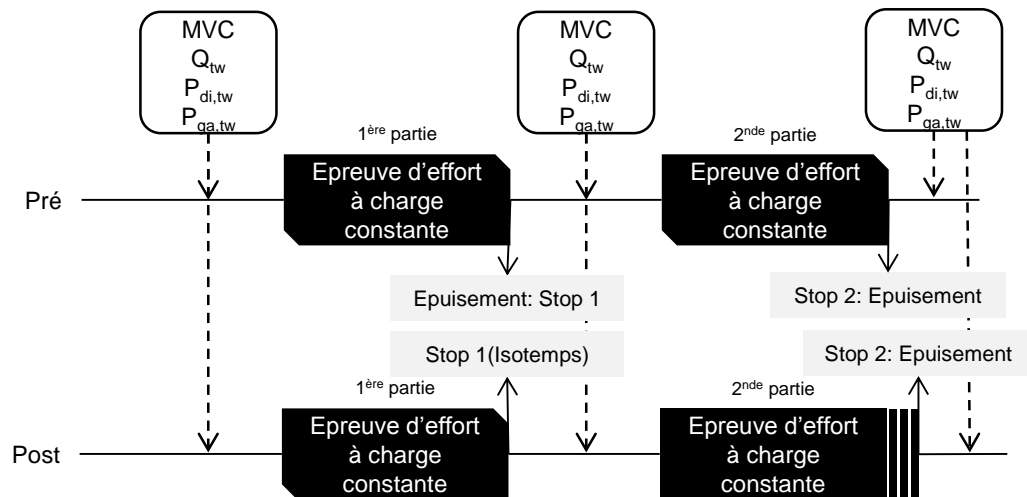 MVC
Qtw
Pdi,tw
Pga,tw
MVC
Qtw
Pdi,tw
Pga,tw
MVC
Qtw
Pdi,tw
Pga,tw
1ère partie
2nde partie
Pré
Epreuve d'effort
à charge
constante
Epreuve d'effort
à charge
constante
Epuisement: Stop 1
Stop 2: Epuisement
Stop 1(Isotemps)
Stop 2: Epuisement
1ère partie
2nde partie
Post
Epreuve d'effort
à charge
constante
Epreuve d'effort
à charge
constante